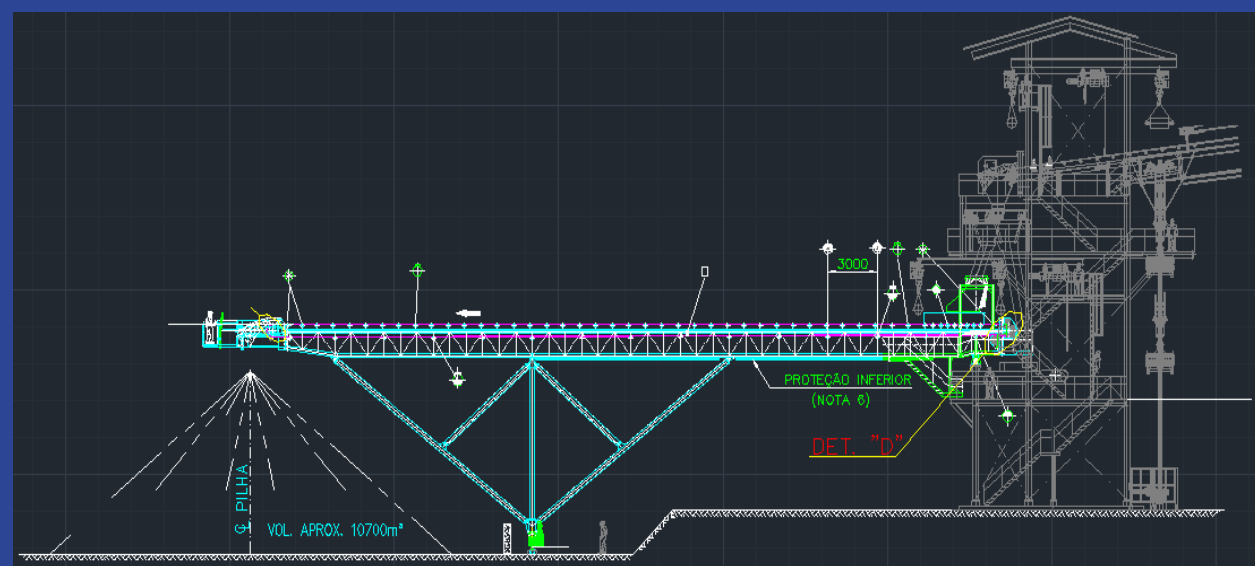 3000
PROTEÇÃO INFERIOR
(NOTA 6)
DET. "D"
℄ PILHA
VOL. APROX. 10700m³